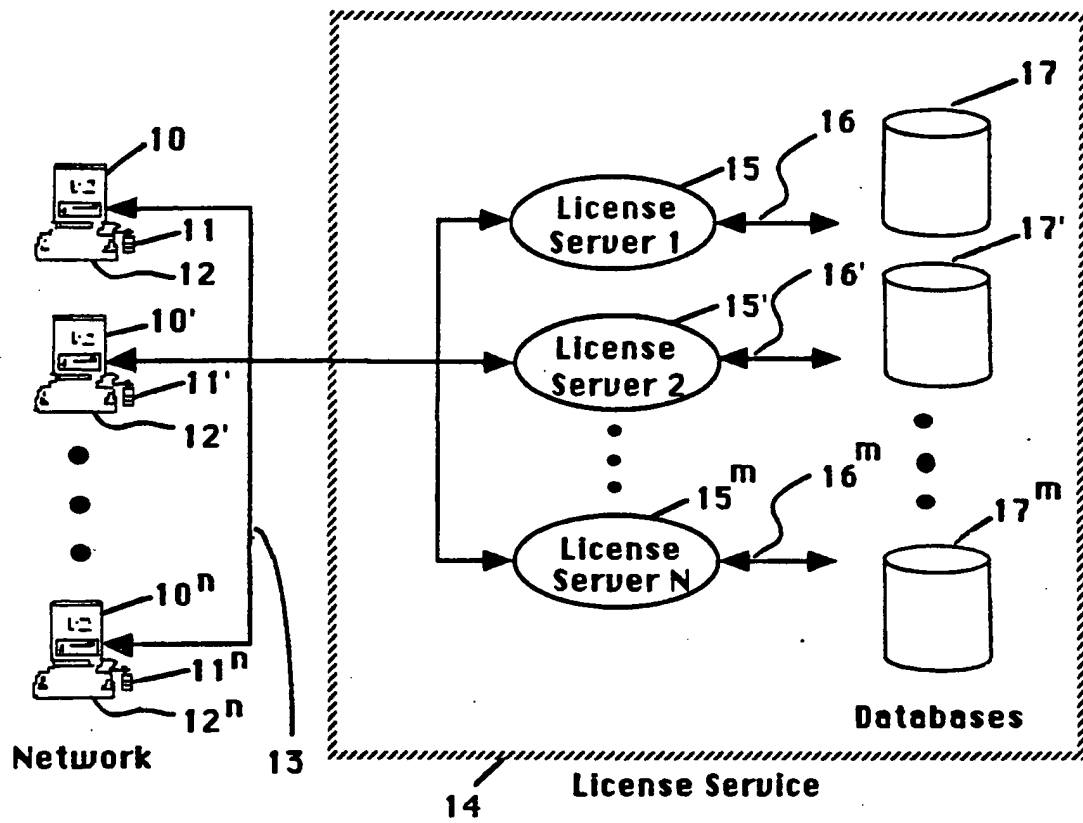 17
10
16
15
License
Server 1
11
12
17'
16'
10'
15'
License
Server 2
11'
12'
16^m
15^m
17^m
License
Server N
10^n
11^n
12^n
Databases
Network
13
14
License Service